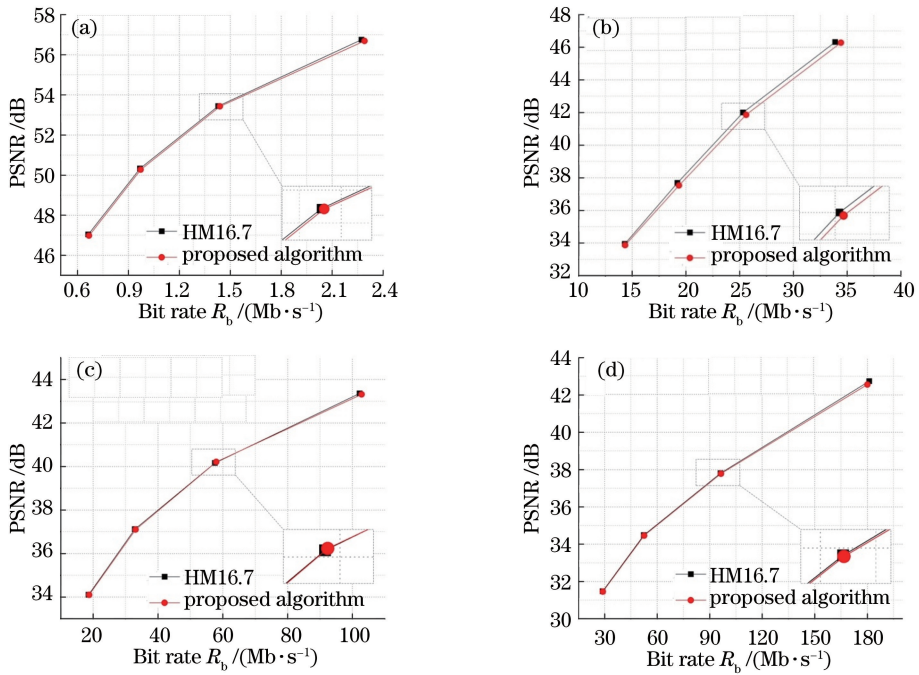 (a)
58
56
54
52
50
48
46
PSNR /dB
HM16.7
proposed algorithm
0.6 0.9 1.2 1.5 1.8 2.1 2.4
Bit rate R_b /(Mb·s⁻¹)
(b)
48
46
42
40
38
36
34
32
PSNR /dB
HM16.7
proposed algorithm
10 15 20 25 30 35 40
Bit rate R_b /(Mb·s⁻¹)
(c)
44
42
40
38
36
34
PSNR /dB
HM16.7
proposed algorithm
20 40 60 80 100
Bit rate R_b /(Mb·s⁻¹)
(d)
44
42
40
38
36
34
32
30
PSNR /dB
HM16.7
proposed algorithm
30 60 90 120 150 180
Bit rate R_b /(Mb·s⁻¹)